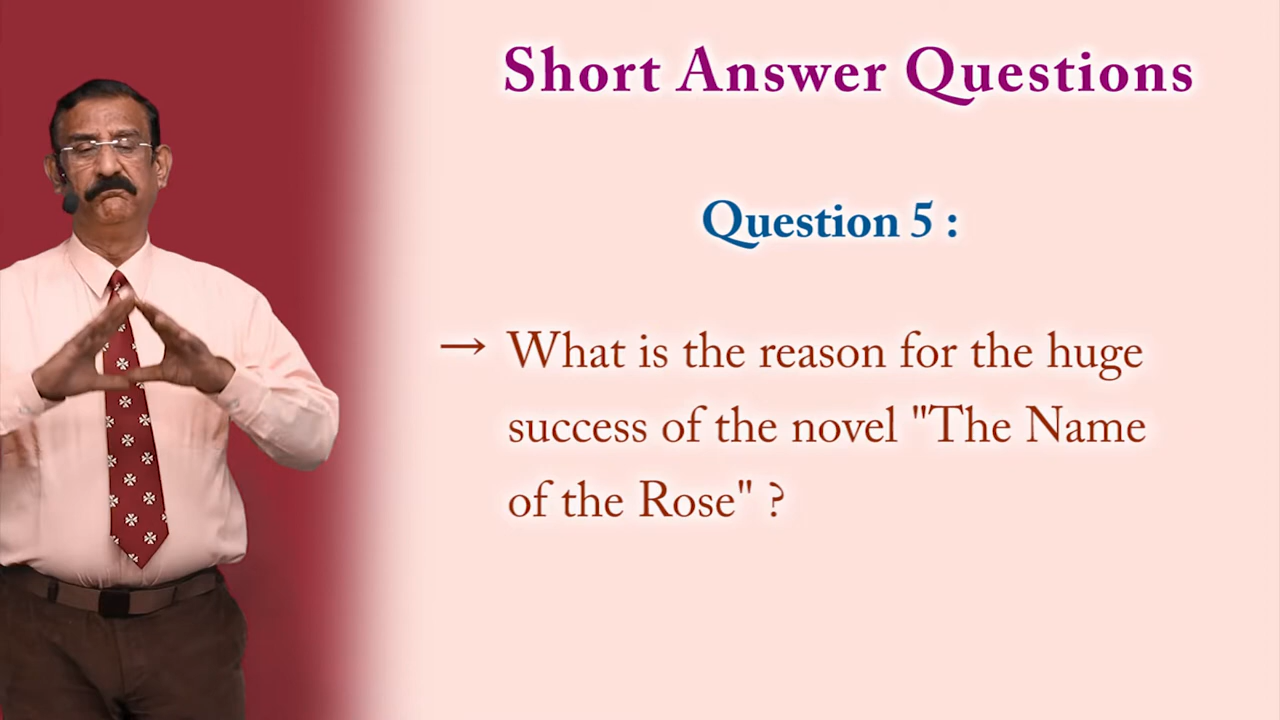 Short Answer Questions
Question 5 :
→ What is the reason for the huge
success of the novel "The Name
of the Rose" ?